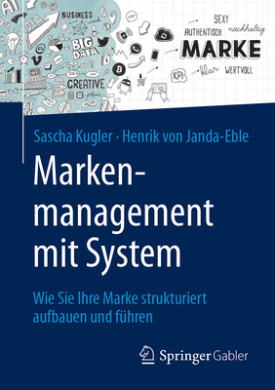 BUSINESS
SEXY
AUTHENTISCH nachhaltig
BIG
DATA
MARKE
KPI
klar WERTVOLL
CREATIVE
Sascha Kugler · Henrik von Janda-Eble
Marken-
management
mit System
Wie Sie Ihre Marke strukturiert
aufbauen und führen
Springer Gabler